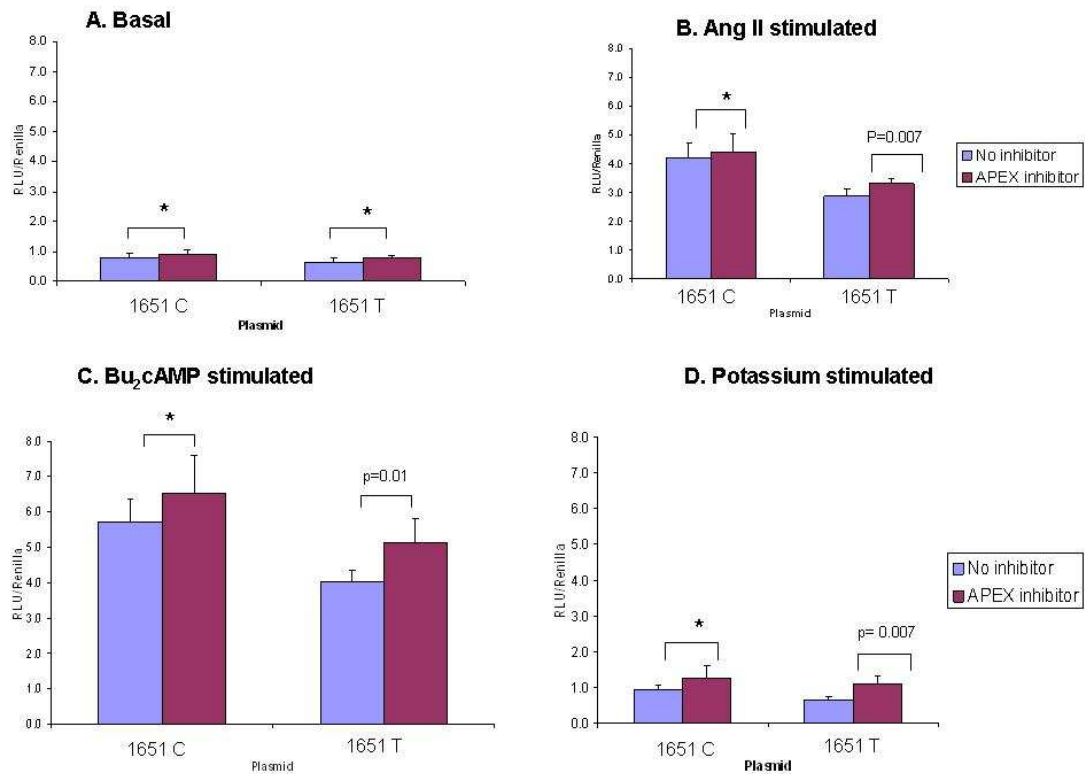 A. Basal
8.0
7.0
6.0
5.0
4.0
3.0
2.0
1.0
0.0
RLU/Renilla
*
*
1651 C
1651 T
Plasmid
B. Ang II stimulated
8.0
7.0
6.0
5.0
4.0
3.0
2.0
1.0
0.0
RLU/Renilla
*
P=0.007
1651 C
1651 T
Plasmid
No inhibitor
APEX inhibitor
C. Bu₂cAMP stimulated
8.0
7.0
6.0
5.0
4.0
3.0
2.0
1.0
0.0
RLU/Renilla
*
p=0.01
1651 C
1651 T
Plasmid
D. Potassium stimulated
8.0
7.0
6.0
5.0
4.0
3.0
2.0
1.0
0.0
RLU/Renilla
*
p= 0.007
1651 C
1651 T
Plasmid
No inhibitor
APEX inhibitor